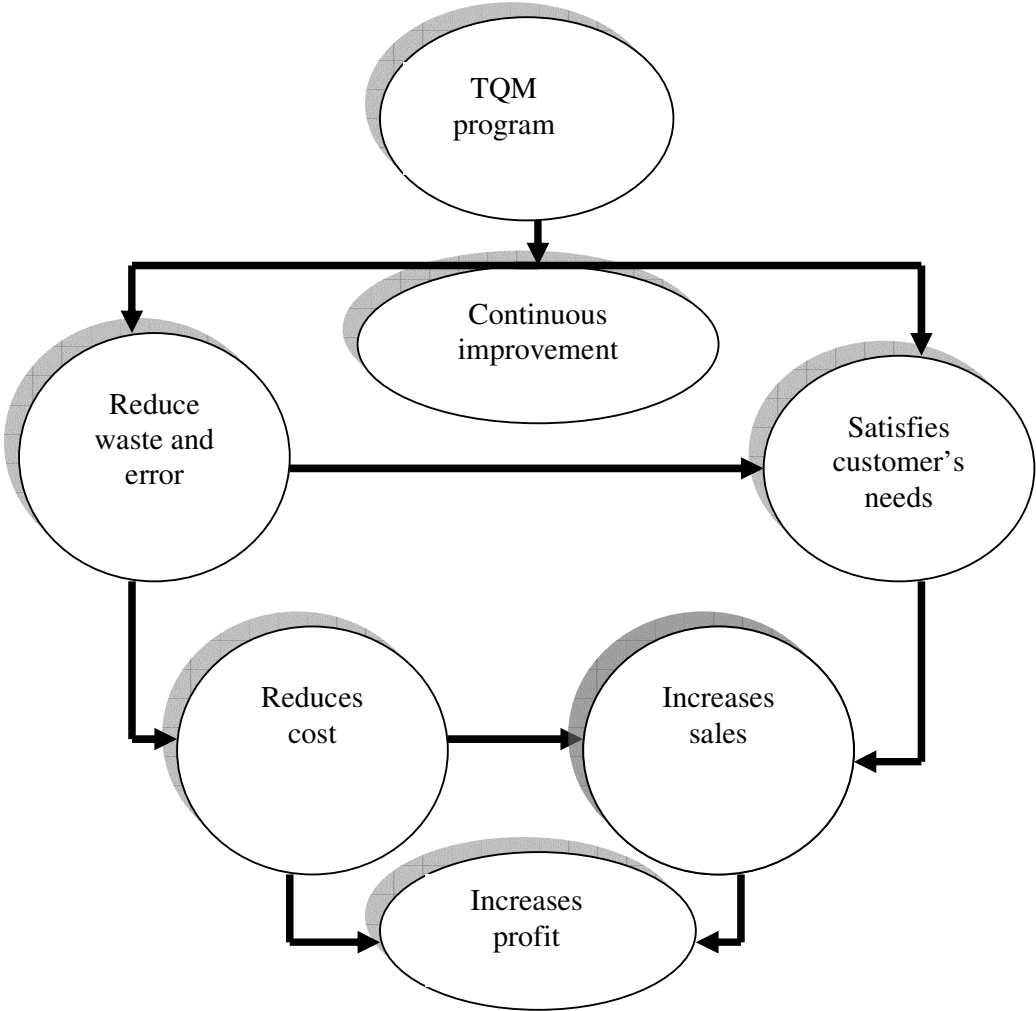 TQM
program
Continuous
improvement
Reduce
waste and
error
Satisfies
customer’s
needs
Reduces
cost
Increases
sales
Increases
profit